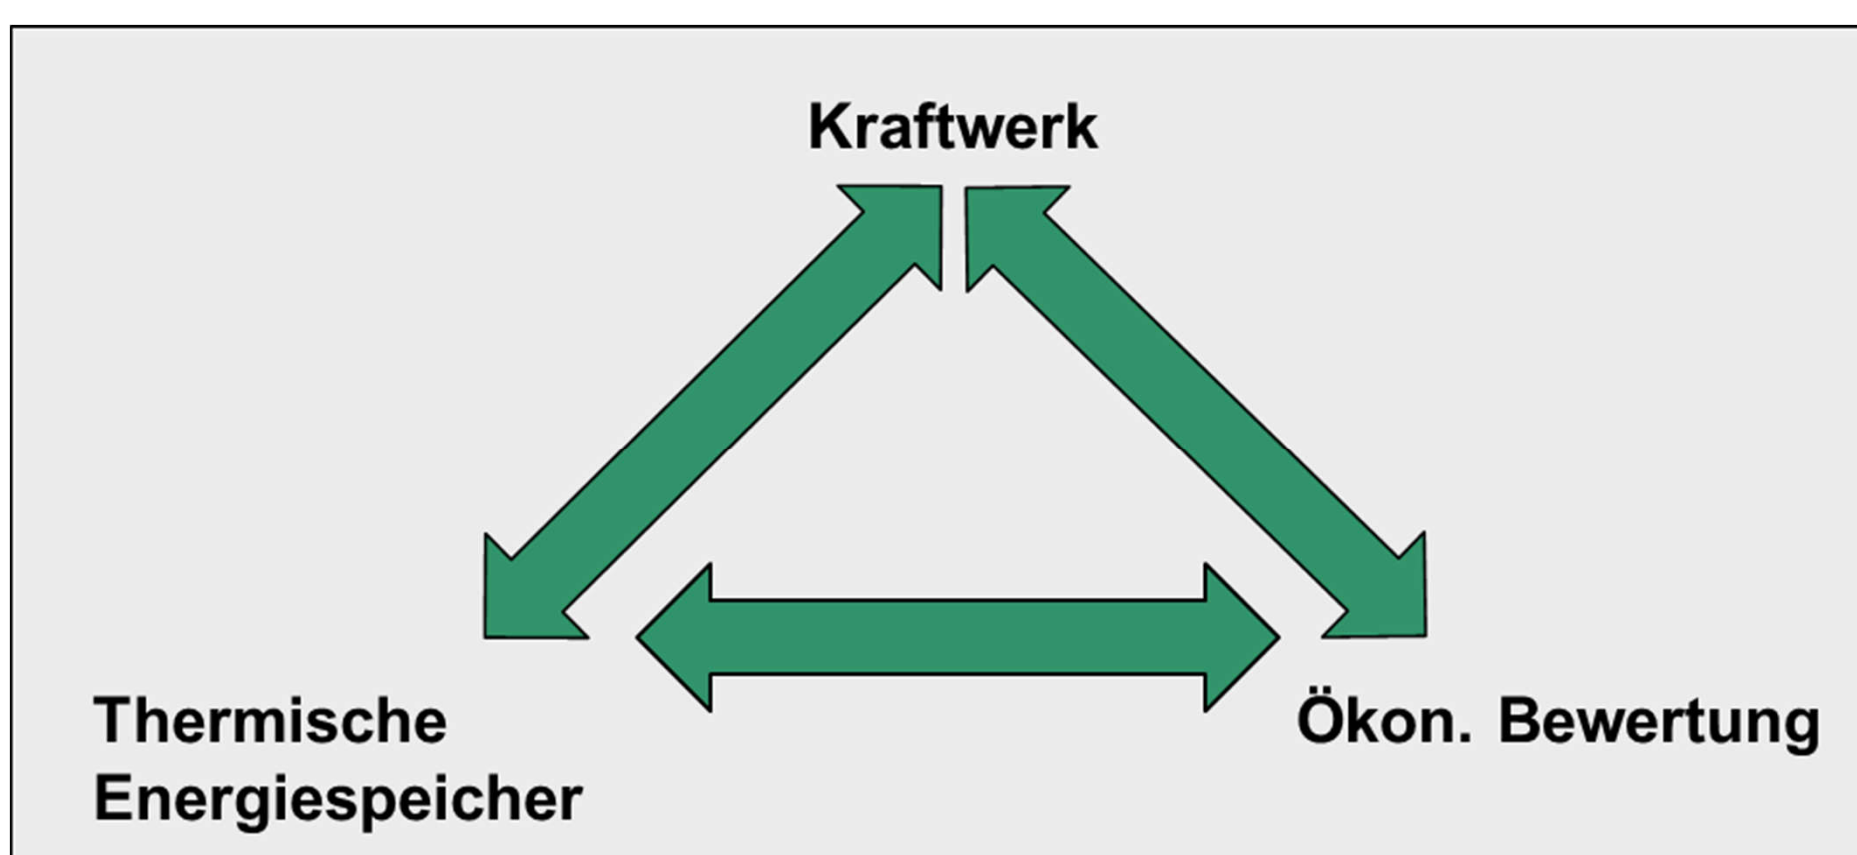 Kraftwerk
Thermische
Energiespeicher
Ökon. Bewertung